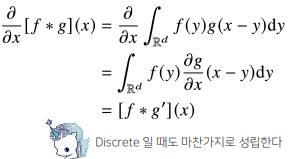 ∂/∂x [f ∗ g](x) = ∂/∂x ∫_{ℝ^d} f(y)g(x − y)dy
= ∫_{ℝ^d} f(y) ∂g/∂x (x − y)dy
= [f ∗ g′](x)
Discrete 일 때도 마찬가지로 성립한다